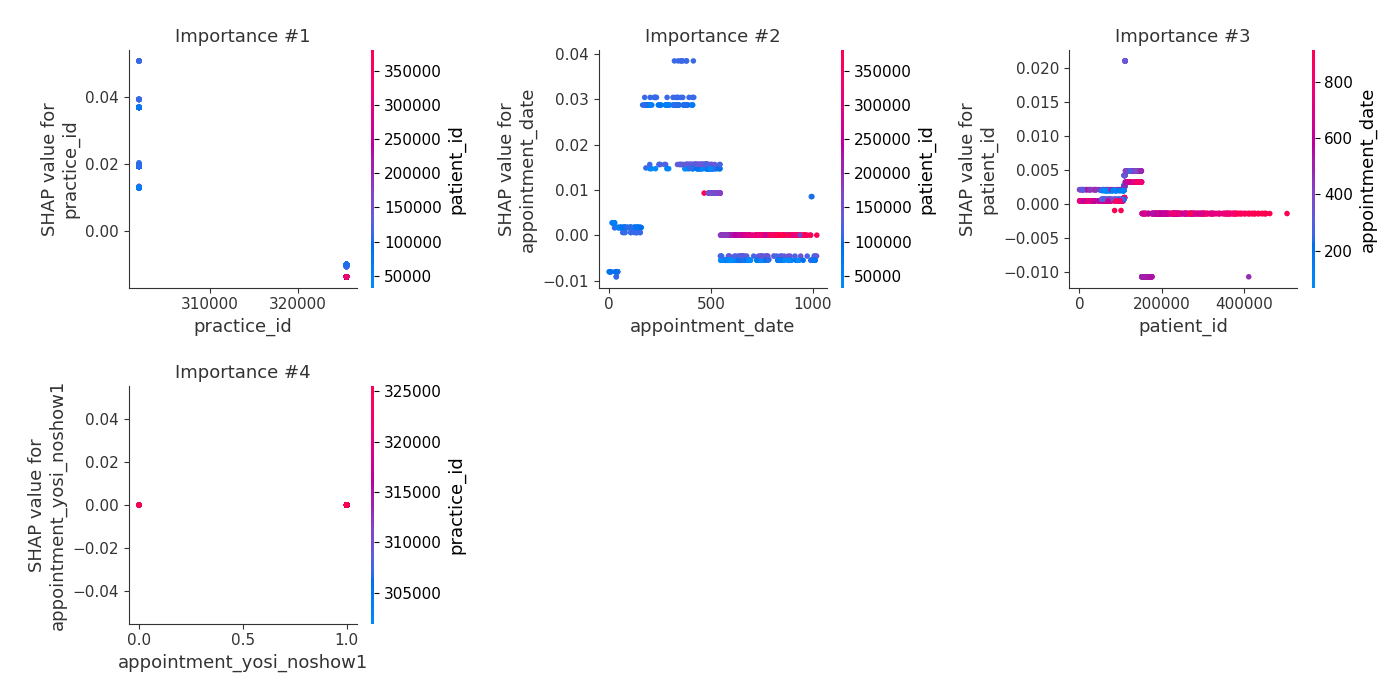 Importance #1
SHAP value for
practice_id
0.04
0.02
0.00
310000
320000
practice_id
350000
300000
250000
200000
150000
100000
50000
patient_id
Importance #2
SHAP value for
appointment_date
0.04
0.03
0.02
0.01
0.00
−0.01
0
500
1000
appointment_date
350000
300000
250000
200000
150000
100000
50000
patient_id
Importance #3
SHAP value for
patient_id
0.020
0.015
0.010
0.005
0.000
−0.005
−0.010
0
200000
400000
patient_id
800
600
400
200
appointment_date
Importance #4
SHAP value for
appointment_yosi_noshow1
0.04
0.02
0.00
−0.02
−0.04
0.0
0.5
1.0
appointment_yosi_noshow1
325000
320000
315000
310000
305000
practice_id